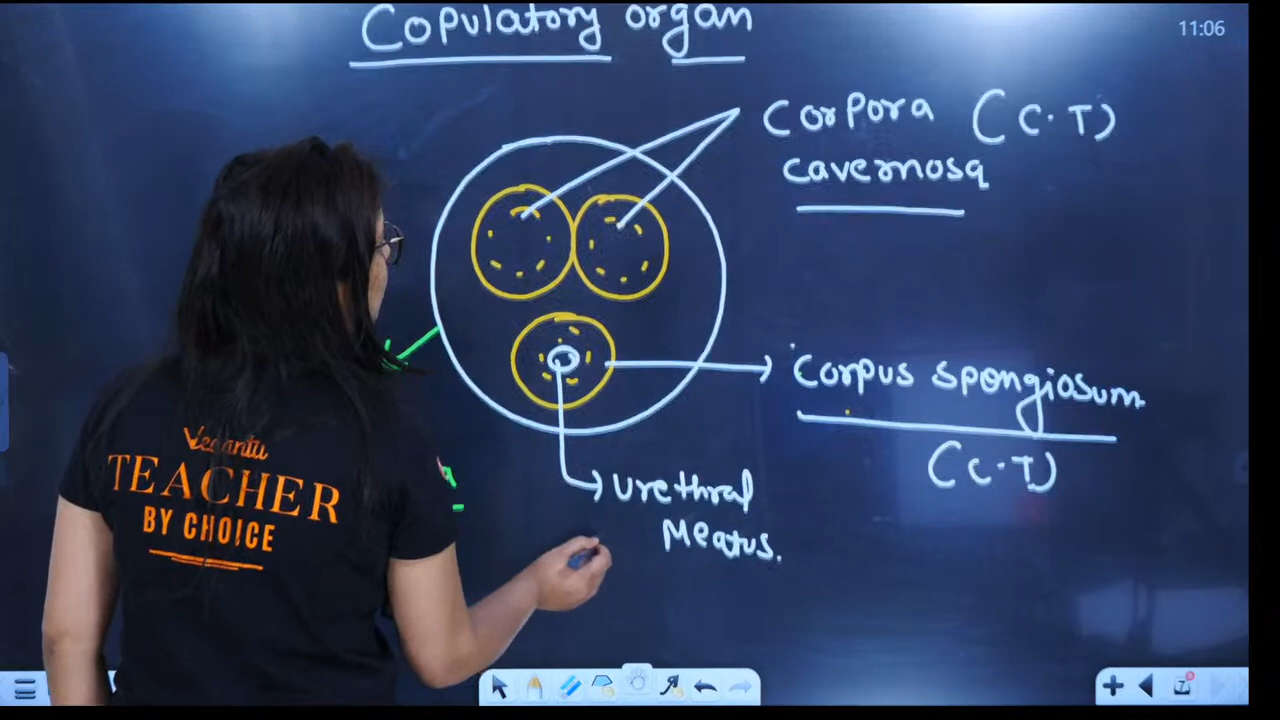 Copulatory organ
11:06
Corpora (C.T)
cavernosa
Corpus spongiosum
(C.T)
urethral
Meatus.
Vedantu
TEACHER
BY CHOICE